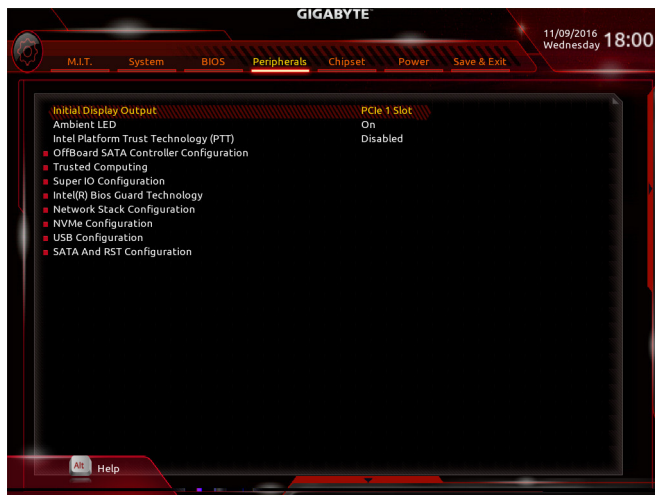 GIGABYTE™
11/09/2016
Wednesday 18:00
M.I.T. System BIOS Peripherals Chipset Power Save & Exit
Initial Display Output PCIe 1 Slot
Ambient LED On
Intel Platform Trust Technology (PTT) Disabled
OffBoard SATA Controller Configuration
Trusted Computing
Super IO Configuration
Intel(R) Bios Guard Technology
Network Stack Configuration
NVMe Configuration
USB Configuration
SATA And RST Configuration
Alt Help